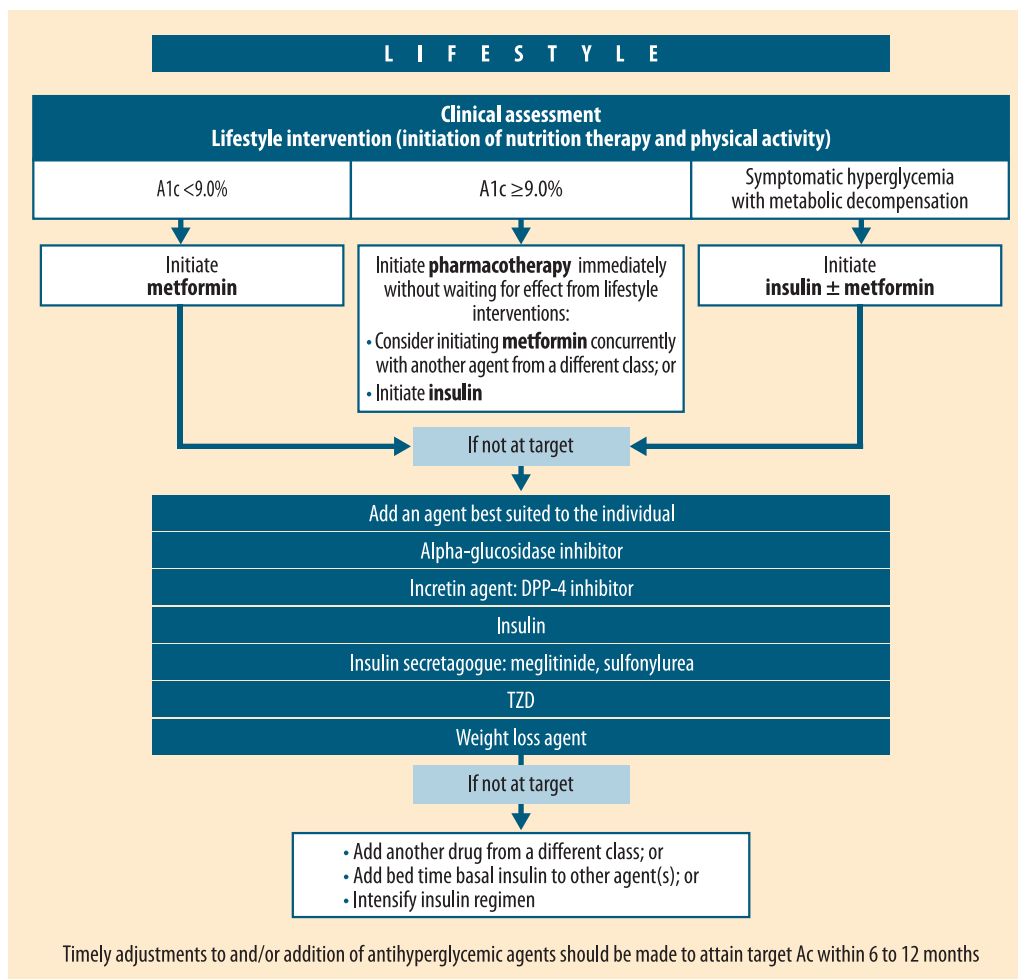 LIFESTYLE
Clinical assessment
Lifestyle intervention (initiation of nutrition therapy and physical activity)
A1c <9.0%
A1c ≥9.0%
Symptomatic hyperglycemia
with metabolic decompensation
Initiate
metformin
Initiate pharmacotherapy immediately
without waiting for effect from lifestyle
interventions:
• Consider initiating metformin concurrently
with another agent from a different class; or
• Initiate insulin
Initiate
insulin ± metformin
If not at target
Add an agent best suited to the individual
Alpha-glucosidase inhibitor
Incretin agent: DPP-4 inhibitor
Insulin
Insulin secretagogue: meglitinide, sulfonylurea
TZD
Weight loss agent
If not at target
• Add another drug from a different class; or
• Add bed time basal insulin to other agent(s); or
• Intensify insulin regimen
Timely adjustments to and/or addition of antihyperglycemic agents should be made to attain target Ac within 6 to 12 months